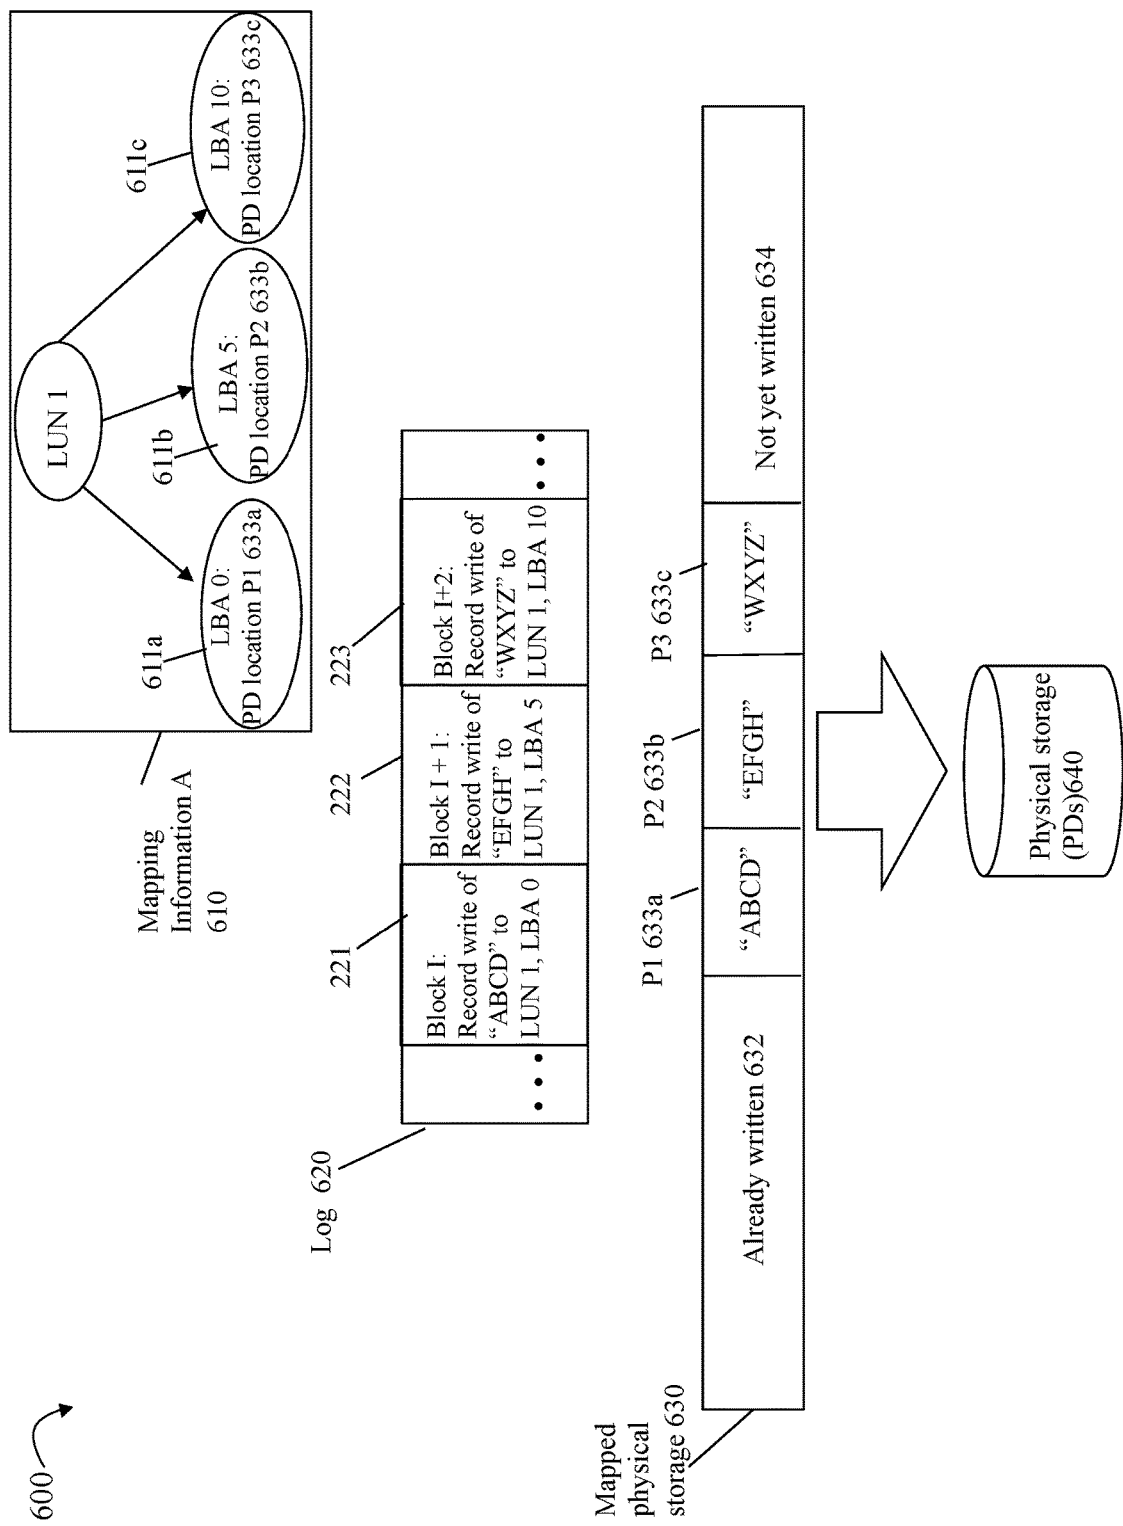 600
Mapping
Information A
610
LUN 1
611a
611b
611c
LBA 0:
PD location P1 633a
LBA 5:
PD location P2 633b
LBA 10:
PD location P3 633c
Log 620
221
222
223
• • •
Block I:
Record write of
“ABCD” to
LUN 1, LBA 0
Block I + 1:
Record write of
“EFGH” to
LUN 1, LBA 5
Block I+2:
Record write of
“WXYZ” to
LUN 1, LBA 10
• • •
Mapped
physical
storage 630
P1 633a
P2 633b
P3 633c
Already written 632
“ABCD”
“EFGH”
“WXYZ”
Not yet written 634
Physical storage
(PDs)640